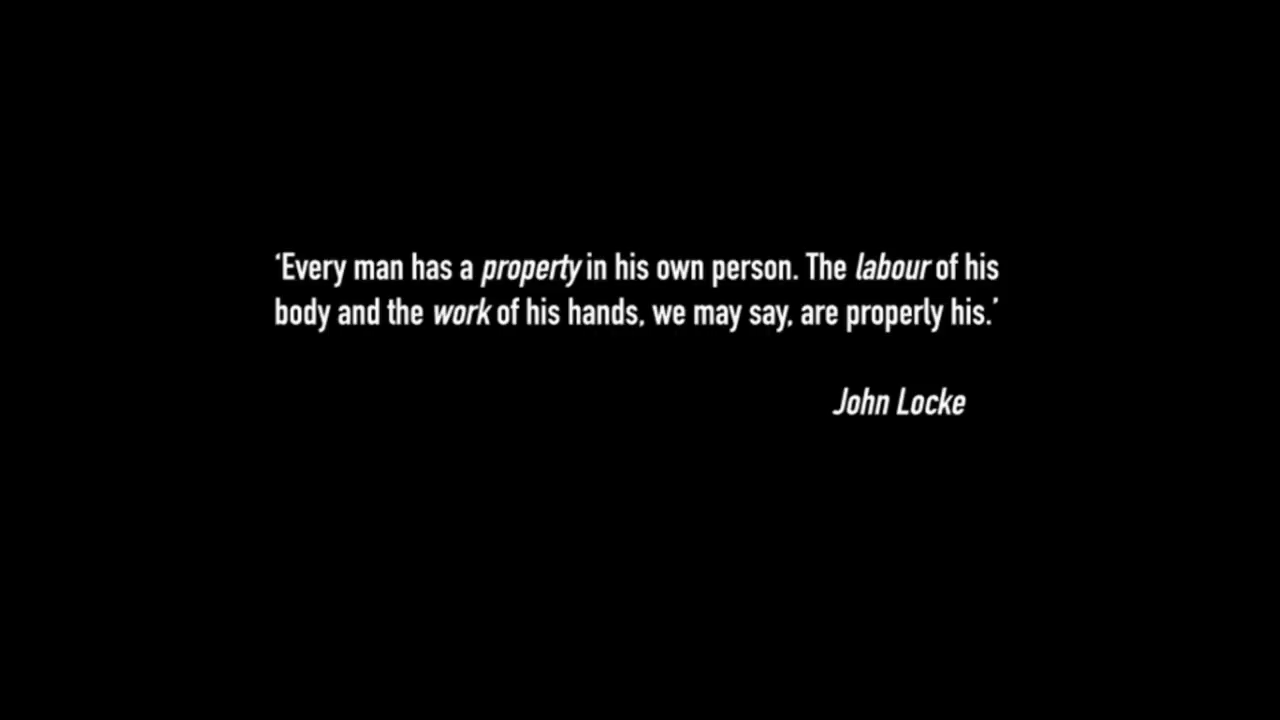 ‘Every man has a property in his own person. The labour of his
body and the work of his hands, we may say, are properly his.’
John Locke